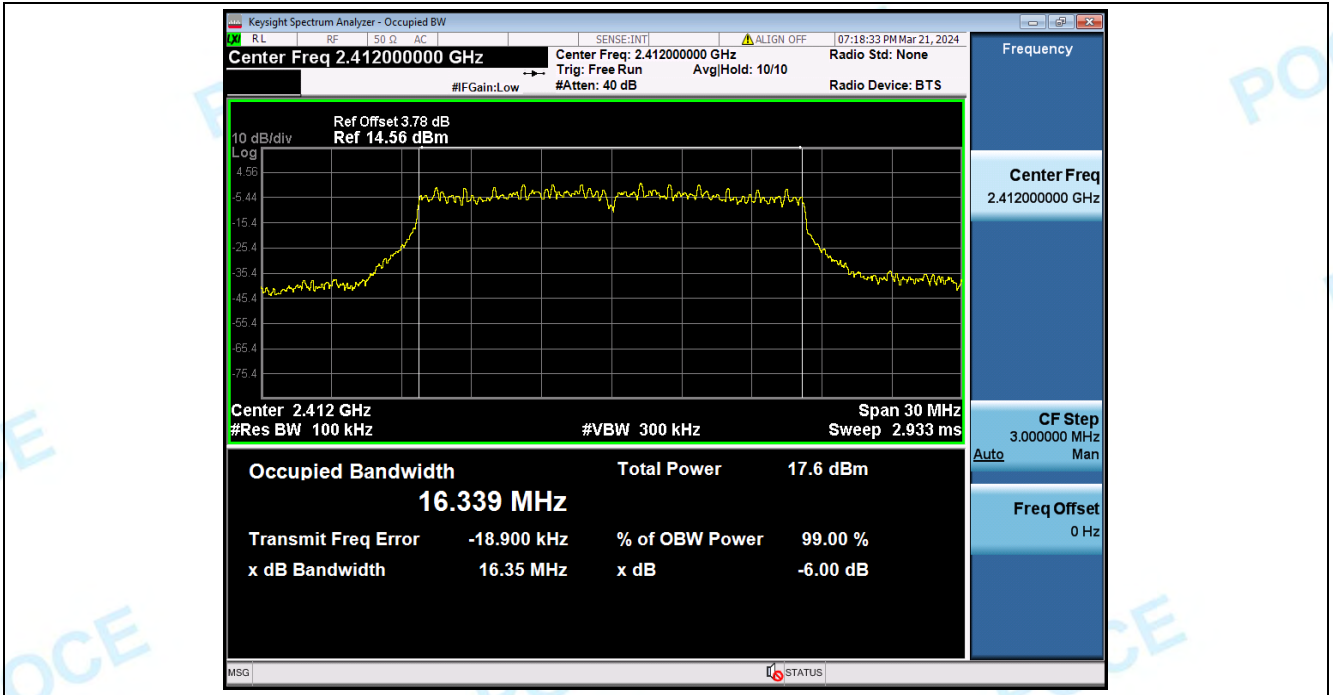 Keysight Spectrum Analyzer - Occupied BW
LXI RL RF 50 Ω AC SENSE:INT ALIGN OFF 07:18:33 PM Mar 21, 2024
Center Freq 2.412000000 GHz
Center Freq: 2.412000000 GHz
Radio Std: None
Trig: Free Run Avg|Hold: 10/10
#IFGain:Low
#Atten: 40 dB
Radio Device: BTS
Ref Offset 3.78 dB
10 dB/div Ref 14.56 dBm
Log
4.56
-5.44
-15.4
-25.4
-35.4
-45.4
-55.4
-65.4
-75.4
Center 2.412 GHz Span 30 MHz
#Res BW 100 kHz #VBW 300 kHz Sweep 2.933 ms
Occupied Bandwidth Total Power 17.6 dBm
16.339 MHz
Transmit Freq Error -18.900 kHz % of OBW Power 99.00 %
x dB Bandwidth 16.35 MHz x dB -6.00 dB
MSG STATUS
Frequency
Center Freq
2.412000000 GHz
CF Step
3.000000 MHz
Auto Man
Freq Offset
0 Hz
PO
E
OCE
CE